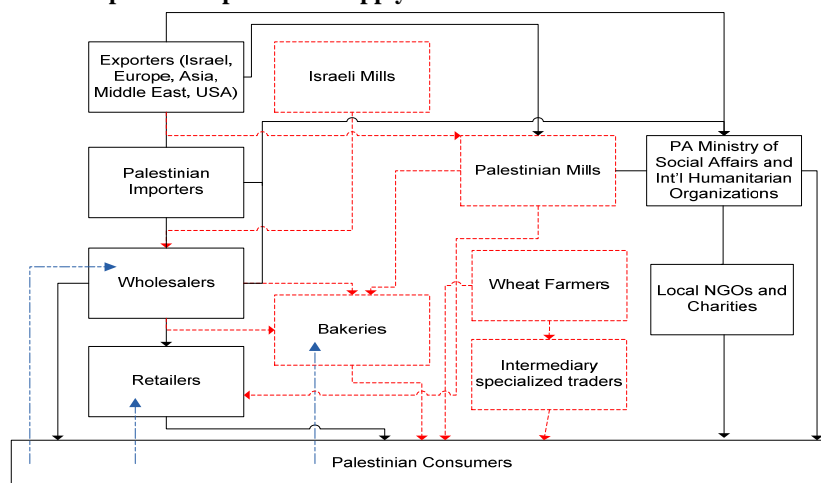 Exporters (Israel,
Europe, Asia,
Middle East, USA)
Israeli Mills
Palestinian Mills
PA Ministry of
Social Affairs and
Int'l Humanitarian
Organizations
Palestinian
Importers
Wholesalers
Wheat Farmers
Local NGOs and
Charities
Bakeries
Retailers
Intermediary
specialized traders
Palestinian Consumers